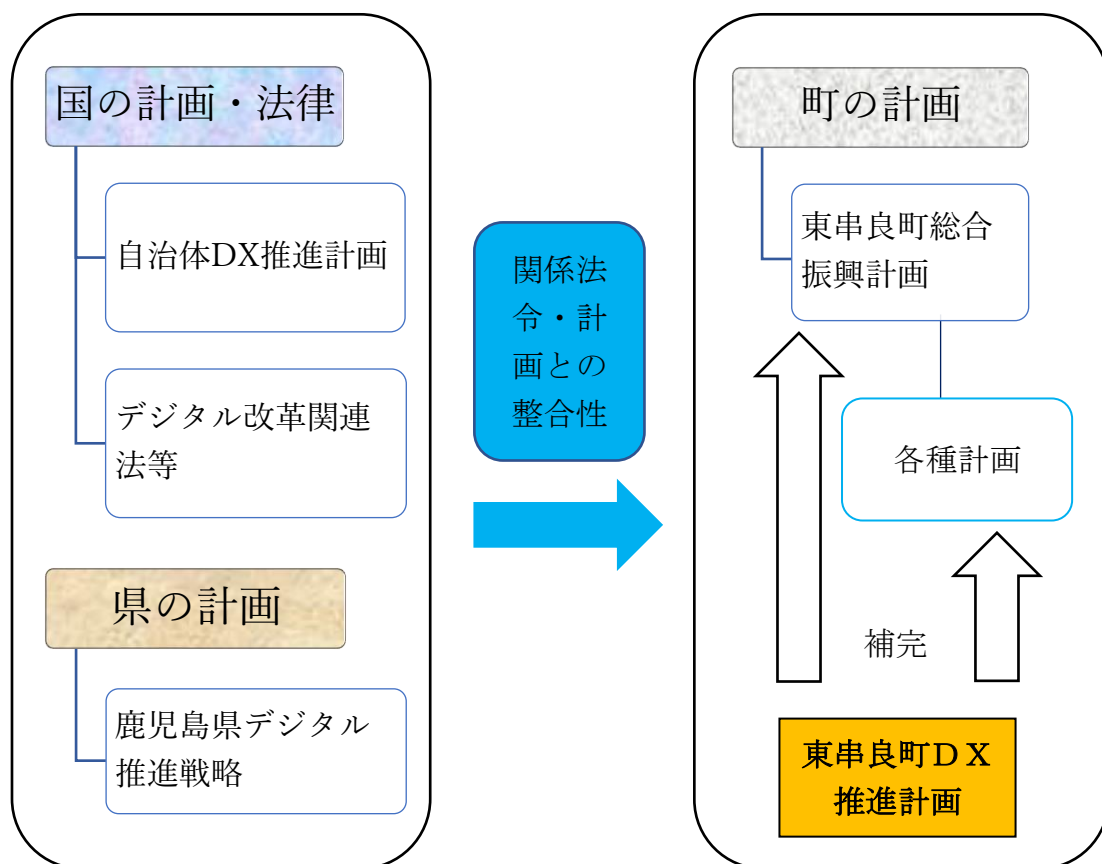 国の計画・法律
自治体DX推進計画
デジタル改革関連
法等
県の計画
鹿児島県デジタル
推進戦略
関係法
令・計
画との
整合性
町の計画
東串良町総合
振興計画
各種計画
補完
東串良町ＤＸ
推進計画